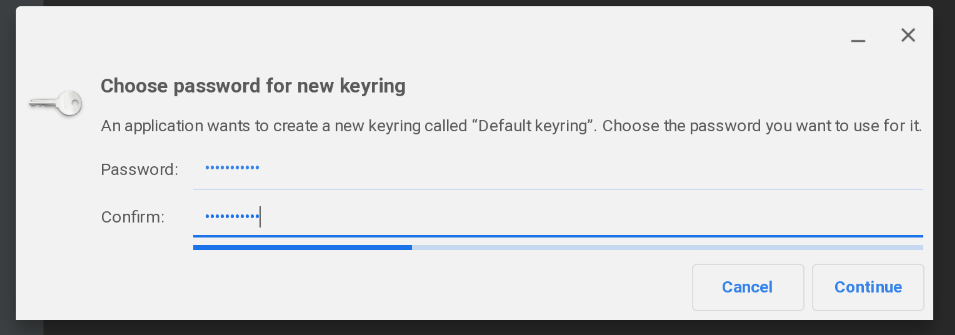 Choose password for new keyring
An application wants to create a new keyring called “Default keyring”. Choose the password you want to use for it.
Password: •••••••••••
Confirm: •••••••••••
Cancel Continue